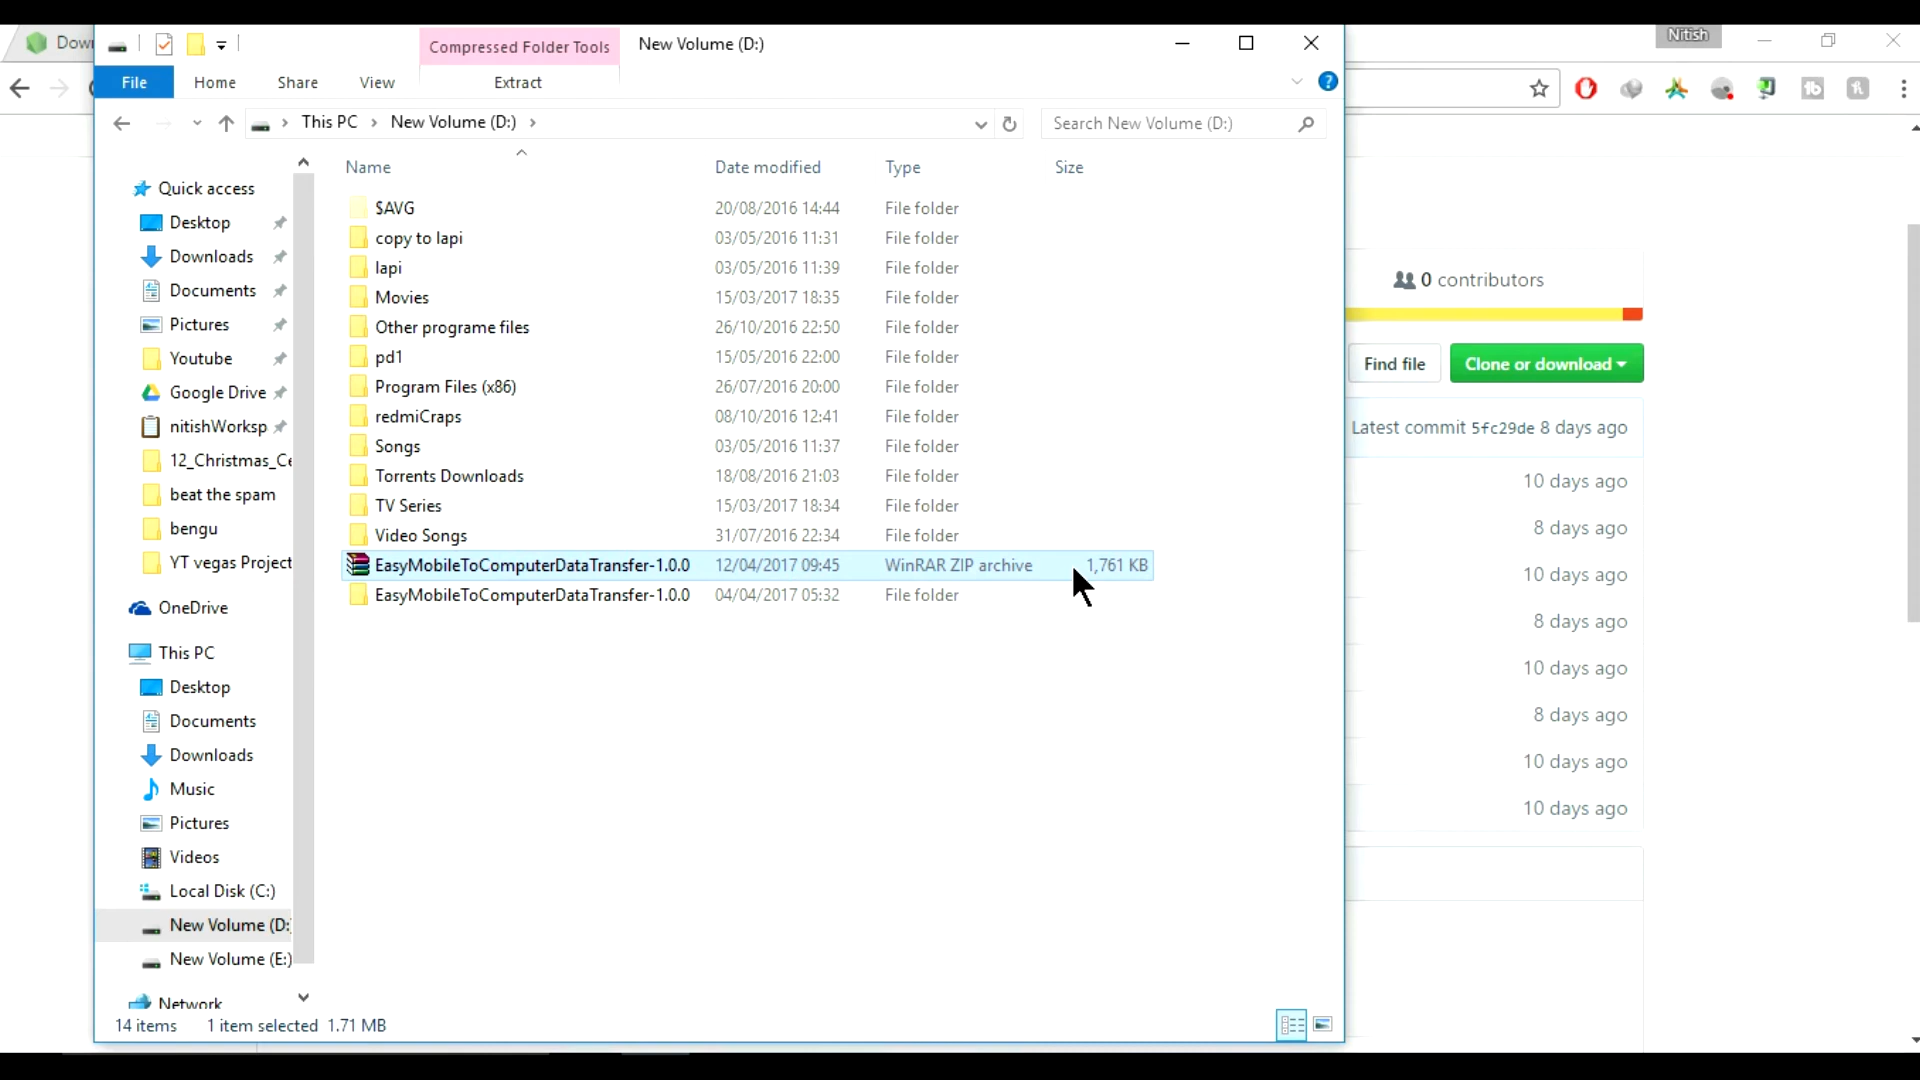 Down
Compressed Folder Tools
New Volume (D:)
Nitish
File
Home
Share
View
Extract
This PC
New Volume (D:)
Search New Volume (D:)
Name
Date modified
Type
Size
Quick access
Desktop
Downloads
Documents
Pictures
Youtube
Google Drive
nitishWorksp
12_Christmas_Ce
beat the spam
bengu
YT vegas Project
OneDrive
This PC
Desktop
Documents
Downloads
Music
Pictures
Videos
Local Disk (C:)
New Volume (D:
New Volume (E:)
Network
$AVG 20/08/2016 14:44 File folder
copy to lapi 03/05/2016 11:31 File folder
lapi 03/05/2016 11:39 File folder
Movies 15/03/2017 18:35 File folder
Other programe files 26/10/2016 22:50 File folder
pd1 15/05/2016 22:00 File folder
Program Files (x86) 26/07/2016 20:00 File folder
redmiCraps 08/10/2016 12:41 File folder
Songs 03/05/2016 11:37 File folder
Torrents Downloads 18/08/2016 21:03 File folder
TV Series 15/03/2017 18:34 File folder
Video Songs 31/07/2016 22:34 File folder
EasyMobileToComputerDataTransfer-1.0.0 12/04/2017 09:45 WinRAR ZIP archive 1,761 KB
EasyMobileToComputerDataTransfer-1.0.0 04/04/2017 05:32 File folder
14 items 1 item selected 1.71 MB
0 contributors
Find file
Clone or download
Latest commit 5fc29de 8 days ago
10 days ago
8 days ago
10 days ago
8 days ago
10 days ago
8 days ago
10 days ago
10 days ago